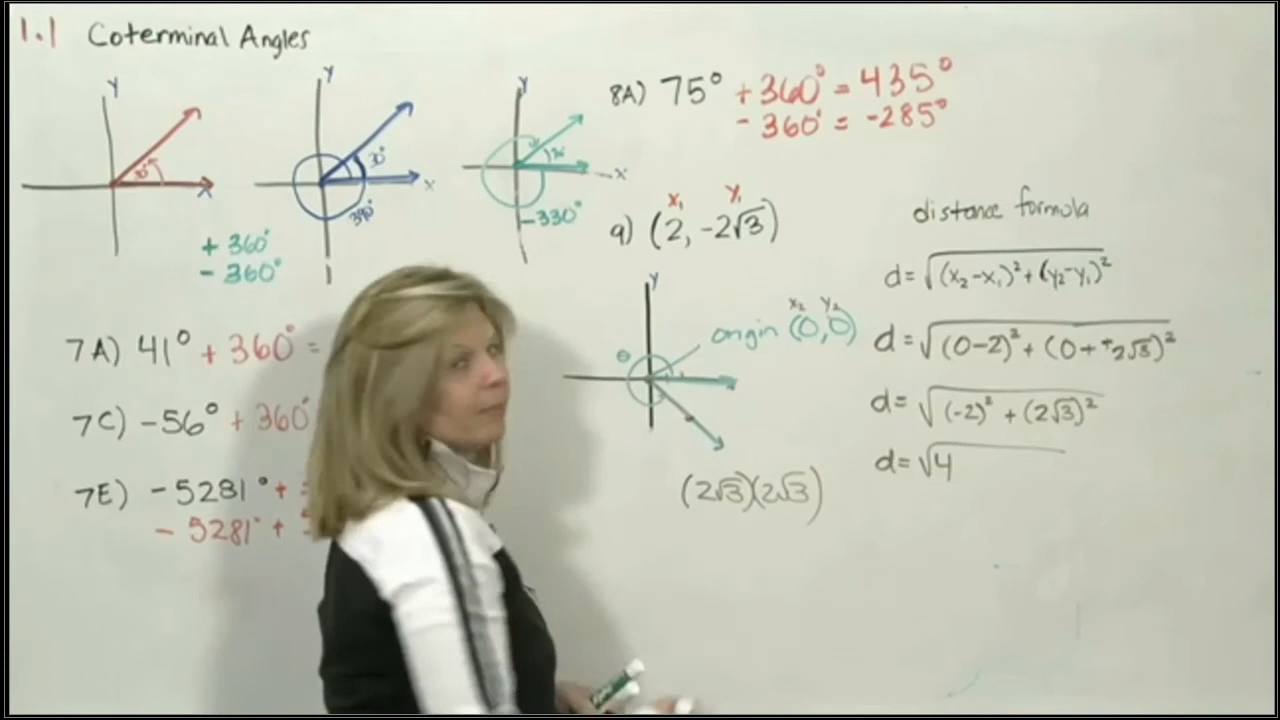 1.1 Coterminal Angles
y
30°
x
+ 360°
- 360°
y
30°
x
390°
y
30°
x
-330°
7A) 41° + 360° =
7C) -56° + 360°
7E) -5281° +
- 5281° +
8A) 75° + 360° = 435°
- 360° = -285°
x₁ y₁
9) (2, -2√3)
y
θ
x₂ y₂
origin (0,0)
(2√3)(2√3)
distance formula
d = √(x₂-x₁)² + (y₂-y₁)²
d = √(0-2)² + (0+⁺2√3)²
d = √(-2)² + (2√3)²
d = √4